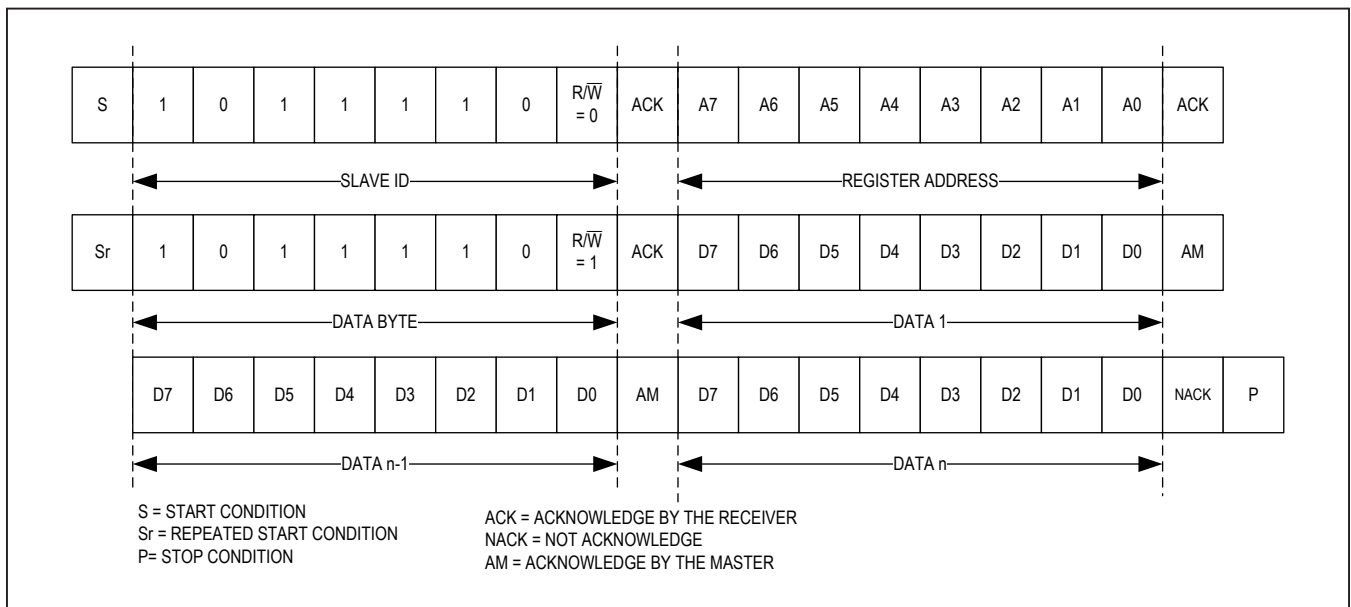 S 1 0 1 1 1 1 0 R/W̅ = 0 ACK A7 A6 A5 A4 A3 A2 A1 A0 ACK
SLAVE ID REGISTER ADDRESS
Sr 1 0 1 1 1 1 0 R/W̅ = 1 ACK D7 D6 D5 D4 D3 D2 D1 D0 AM
DATA BYTE DATA 1
D7 D6 D5 D4 D3 D2 D1 D0 AM D7 D6 D5 D4 D3 D2 D1 D0 NACK P
DATA n-1 DATA n
S = START CONDITION
Sr = REPEATED START CONDITION
P= STOP CONDITION
ACK = ACKNOWLEDGE BY THE RECEIVER
NACK = NOT ACKNOWLEDGE
AM = ACKNOWLEDGE BY THE MASTER